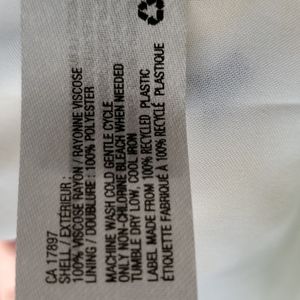 CA 17897
SHELL / EXTÉRIEUR :
100% VISCOSE RAYON / RAYONNE VISCOSE
LINING / DOUBLURE : 100% POLYESTER
MACHINE WASH COLD GENTLE CYCLE
ONLY NON-CHLORINE BLEACH WHEN NEEDED
TUMBLE DRY LOW, COOL IRON
LABEL MADE FROM 100% RECYCLED PLASTIC
ÉTIQUETTE FABRIQUÉ À 100% RECYCLÉ PLASTIQUE